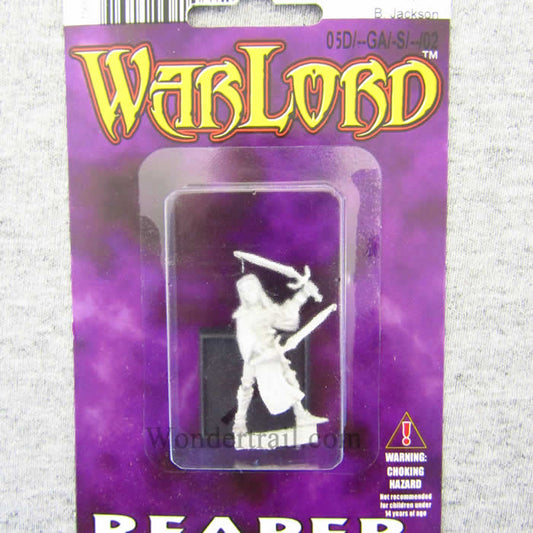 B. Jackson
05D/--GA/-S/--/02
WARLORD™
Wondertrail.com
WARNING:
CHOKING
HAZARD
Not recommended
for children under
14 years of age
REAPER